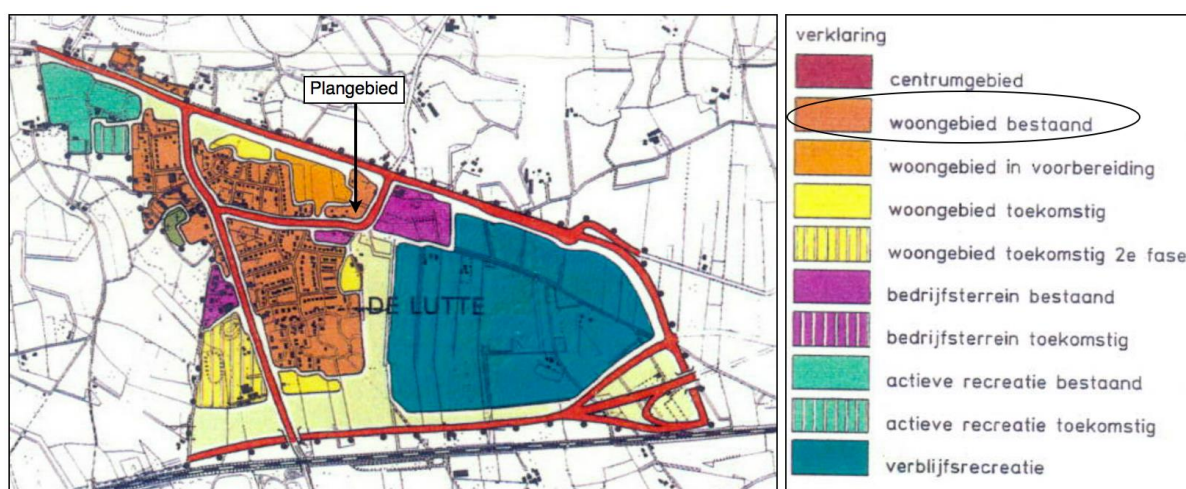 Plangebied
DE LUTTE
verklaring
centrumgebied
woongebied bestaand
woongebied in voorbereiding
woongebied toekomstig
woongebied toekomstig 2e fase
bedrijfsterrein bestaand
bedrijfsterrein toekomstig
actieve recreatie bestaand
actieve recreatie toekomstig
verblijfsrecreatie